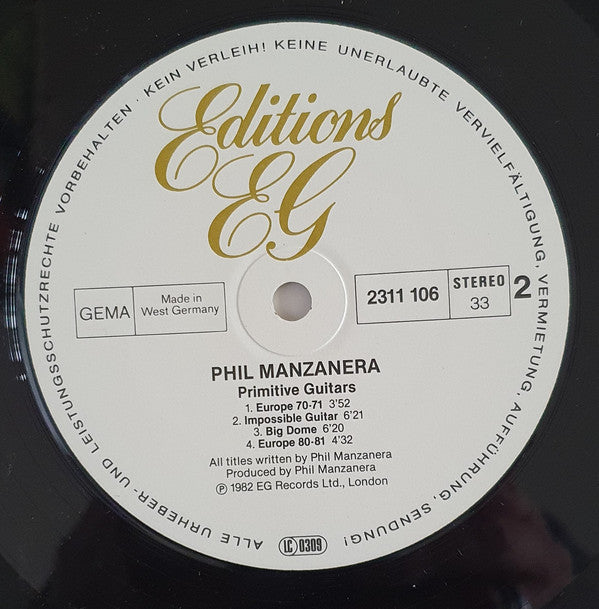 ALLE URHEBER- UND LEISTUNGSSCHUTZRECHTE VORBEHALTEN · KEIN VERLEIH! KEINE UNERLAUBTE VERVIELFÄLTIGUNG, VERMIETUNG, AUFFÜHRUNG, SENDUNG!
Editions
EG
GEMA
Made in
West Germany
2311 106
STEREO
33
2
PHIL MANZANERA
Primitive Guitars
1. Europe 70-71 3'52
2. Impossible Guitar 6'21
3. Big Dome 6'20
4. Europe 80-81 4'32
All titles written by Phil Manzanera
Produced by Phil Manzanera
Ⓟ 1982 EG Records Ltd., London
LC 0309